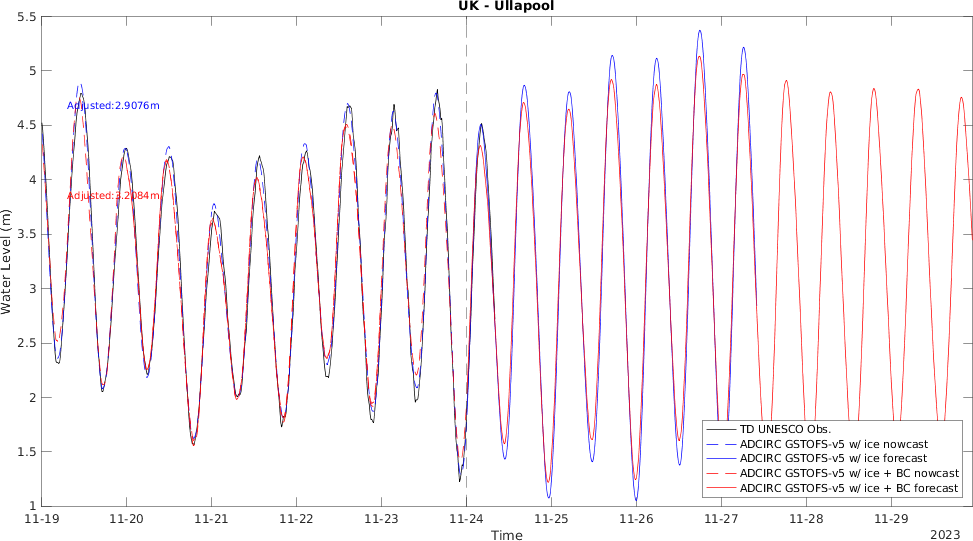 UK - Ullapool
5.5
5
4.5
4
3.5
3
2.5
2
1.5
1
Water Level (m)
Adjusted:2.9076m
Adjusted:3.2084m
TD UNESCO Obs.
ADCIRC GSTOFS-v5 w/ ice nowcast
ADCIRC GSTOFS-v5 w/ ice forecast
ADCIRC GSTOFS-v5 w/ ice + BC nowcast
ADCIRC GSTOFS-v5 w/ ice + BC forecast
11-19 11-20 11-21 11-22 11-23 11-24 11-25 11-26 11-27 11-28 11-29
Time
2023